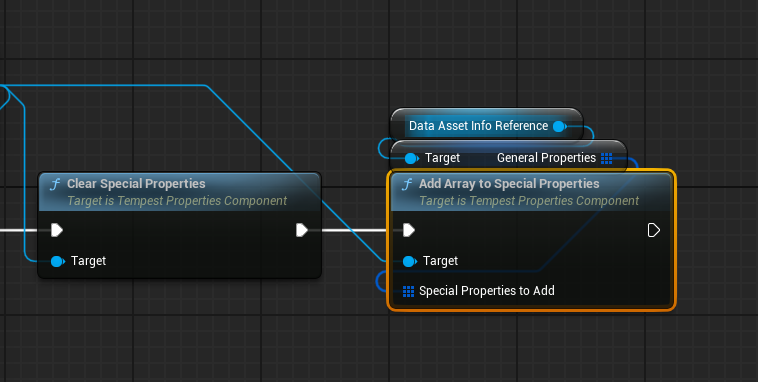 Data Asset Info Reference
Target General Properties
Clear Special Properties
Target is Tempest Properties Component
Target
Add Array to Special Properties
Target is Tempest Properties Component
Target
Special Properties to Add